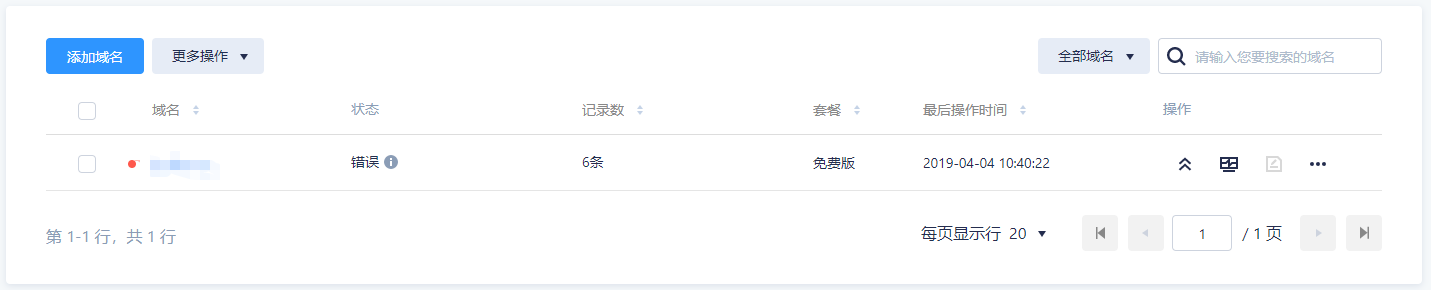 添加域名 更多操作 全部域名 请输入您要搜索的域名
域名 状态 记录数 套餐 最后操作时间 操作
错误 6条 免费版 2019-04-04 10:40:22
第 1-1 行，共 1 行 每页显示行 20 1 / 1 页